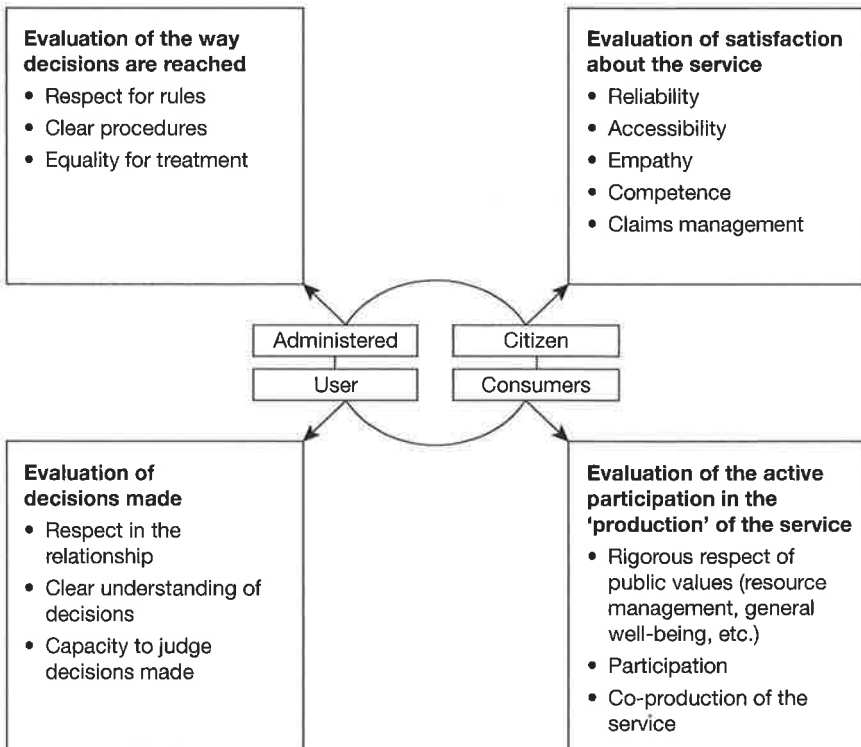 Evaluation of the way
decisions are reached
• Respect for rules
• Clear procedures
• Equality for treatment
Evaluation of satisfaction
about the service
• Reliability
• Accessibility
• Empathy
• Competence
• Claims management
Administered
Citizen
User
Consumers
Evaluation of
decisions made
• Respect in the
relationship
• Clear understanding of
decisions
• Capacity to judge
decisions made
Evaluation of the active
participation in the
‘production’ of the service
• Rigorous respect of
public values (resource
management, general
well-being, etc.)
• Participation
• Co-production of the
service